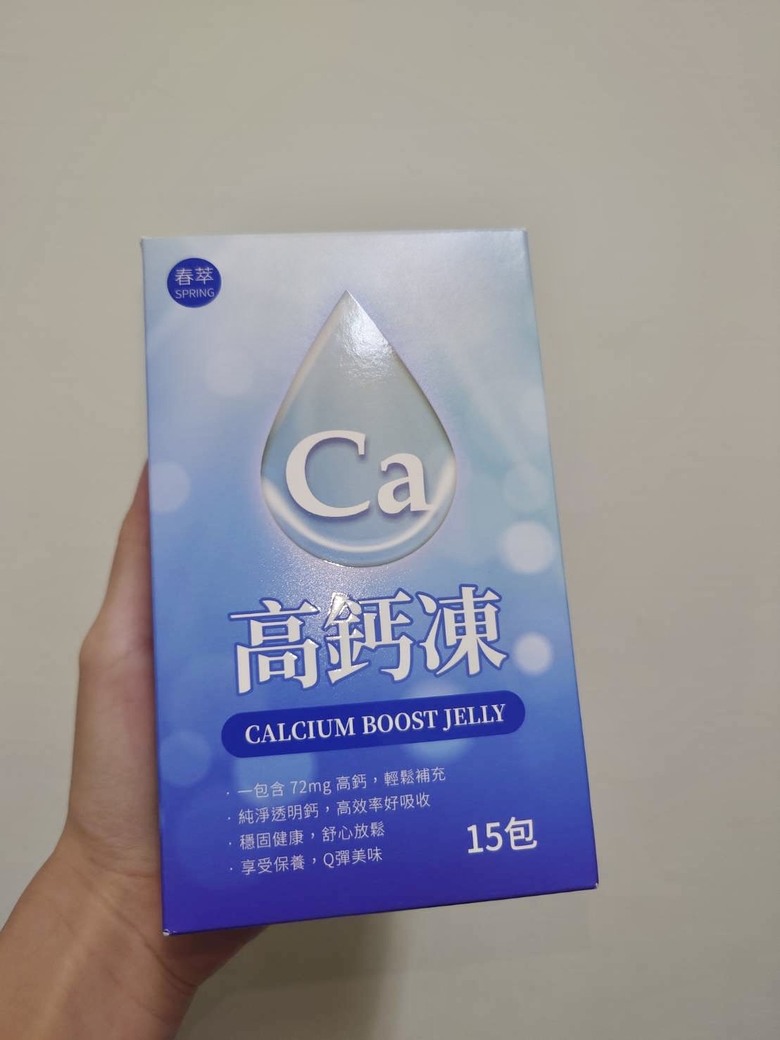 春萃
SPRING
Ca
高鈣凍
CALCIUM BOOST JELLY
· 一包含 72mg 高鈣，輕鬆補充
· 純淨透明鈣，高效率好吸收
· 穩固健康，舒心放鬆
· 享受保養，Q彈美味
15包